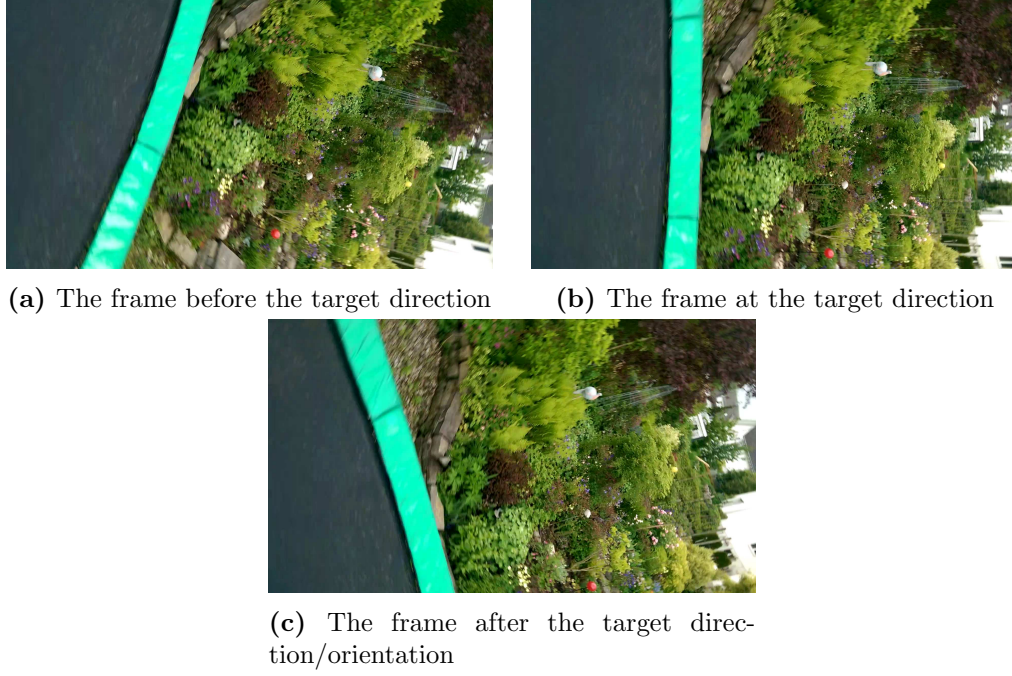 (a) The frame before the target direction
(b) The frame at the target direction
(c) The frame after the target direc-
tion/orientation